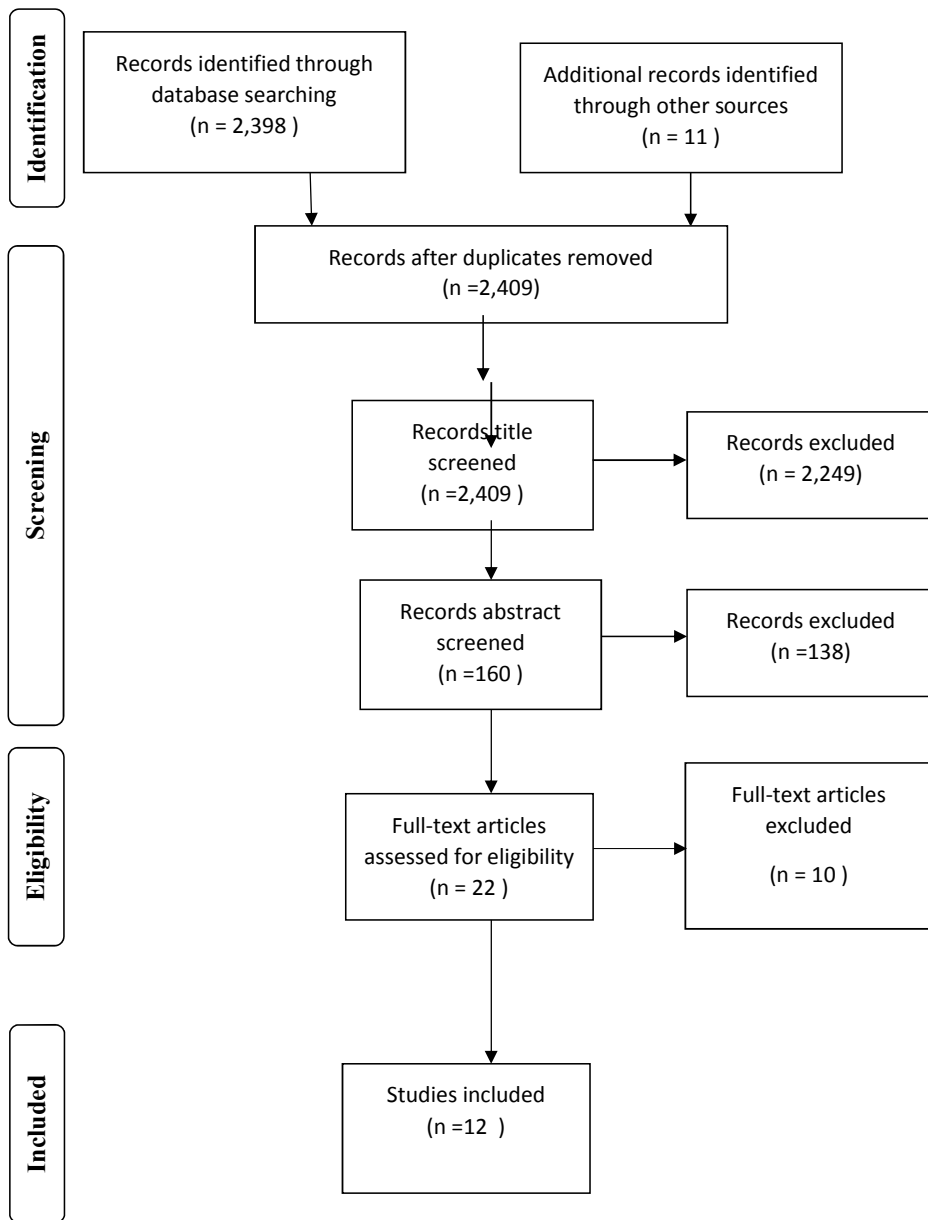 Identification
Records identified through
database searching
(n = 2,398 )
Additional records identified
through other sources
(n = 11 )
Screening
Records after duplicates removed
(n =2,409)
Records title
screened
(n =2,409 )
Records excluded
(n = 2,249)
Records abstract
screened
(n =160 )
Records excluded
(n =138)
Eligibility
Full-text articles
assessed for eligibility
(n = 22 )
Full-text articles
excluded
(n = 10 )
Included
Studies included
(n =12 )